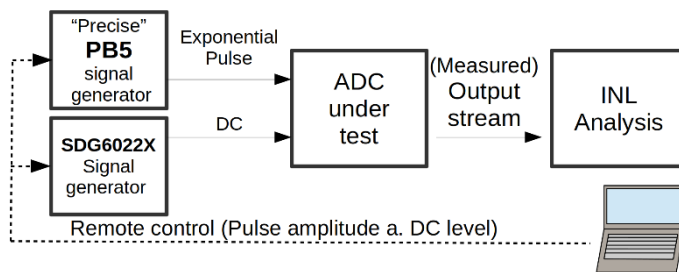 “Precise”
PB5
signal
generator
Exponential
Pulse
SDG6022X
Signal
generator
DC
ADC
under
test
(Measured)
Output
stream
INL
Analysis
Remote control (Pulse amplitude a. DC level)